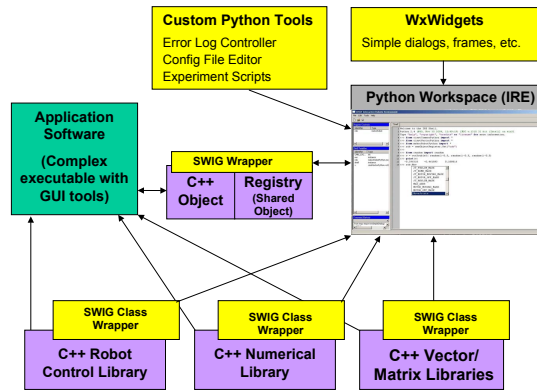 Custom Python Tools
Error Log Controller
Config File Editor
Experiment Scripts
WxWidgets
Simple dialogs, frames, etc.
Python Workspace (IRE)
Application
Software
(Complex
executable with
GUI tools)
SWIG Wrapper
C++
Object
Registry
(Shared
Object)
SWIG Class
Wrapper
C++ Robot
Control Library
SWIG Class
Wrapper
C++ Numerical
Library
SWIG Class
Wrapper
C++ Vector/
Matrix Libraries